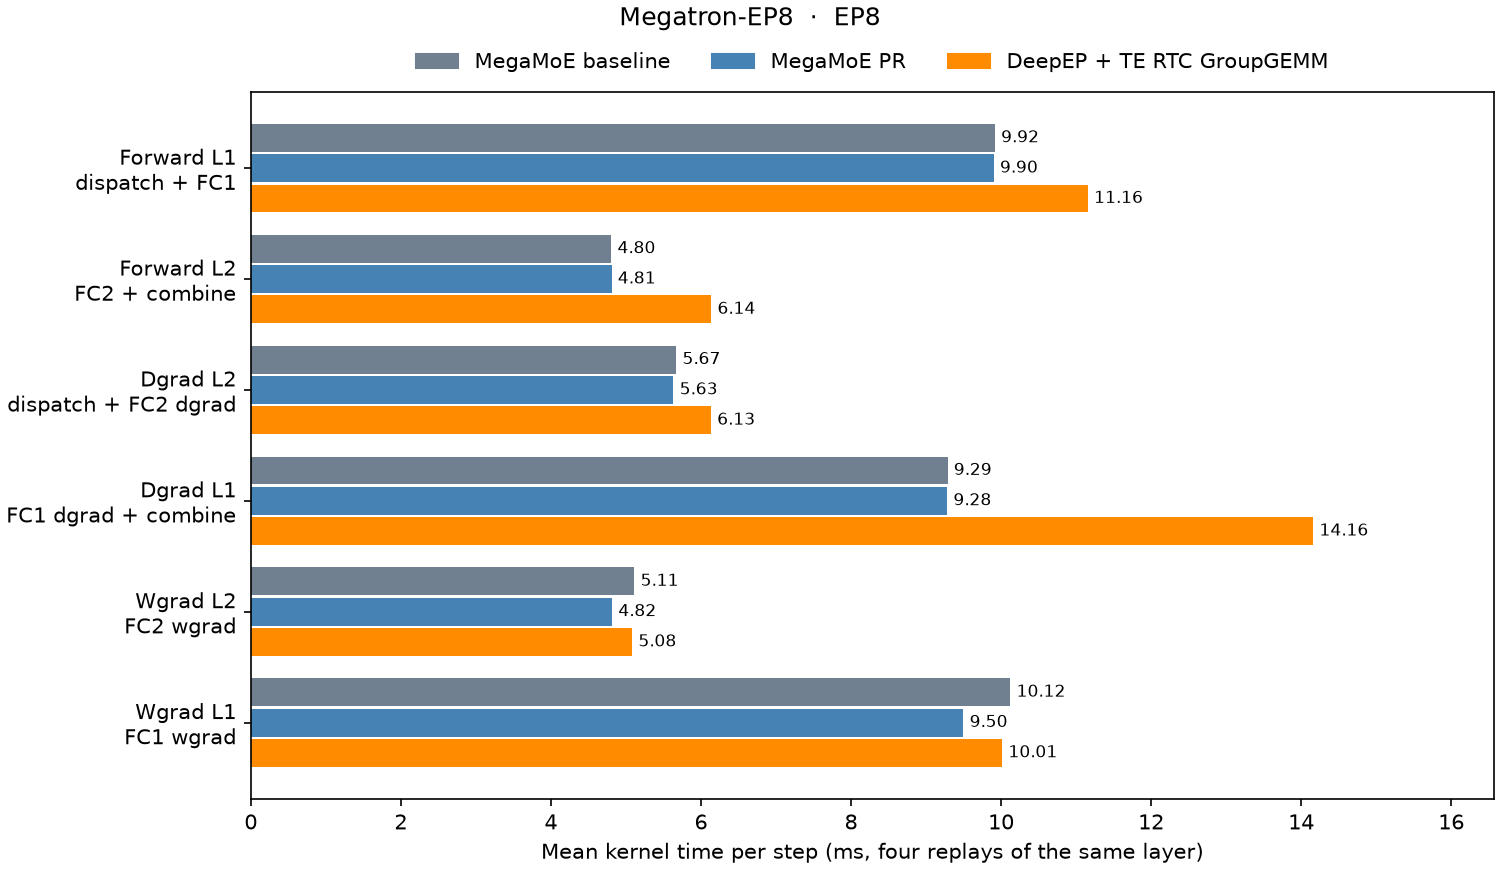 Megatron-EP8 · EP8
MegaMoE baseline
MegaMoE PR
DeepEP + TE RTC GroupGEMM
Forward L1
dispatch + FC1
9.92
9.90
11.16
Forward L2
FC2 + combine
4.80
4.81
6.14
Dgrad L2
dispatch + FC2 dgrad
5.67
5.63
6.13
Dgrad L1
FC1 dgrad + combine
9.29
9.28
14.16
Wgrad L2
FC2 wgrad
5.11
4.82
5.08
Wgrad L1
FC1 wgrad
10.12
9.50
10.01
0 2 4 6 8 10 12 14 16
Mean kernel time per step (ms, four replays of the same layer)